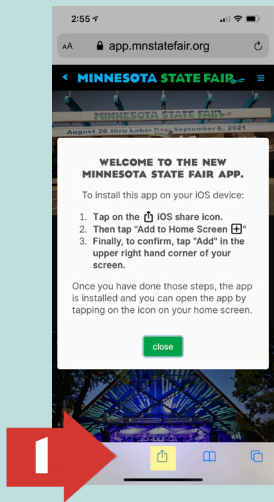 2:55
AA app.mnstatefair.org
< MINNESOTA STATE FAIR
MINNESOTA STATE FAIR
August 26 thru Labor Day, September 6, 2021
WELCOME TO THE NEW
MINNESOTA STATE FAIR APP.
To install this app on your iOS device:
1. Tap on the iOS share icon.
2. Then tap "Add to Home Screen "
3. Finally, to confirm, tap "Add" in the
upper right hand corner of your
screen.
Once you have done those steps, the app
is installed and you can open the app by
tapping on the icon on your home screen.
close
1